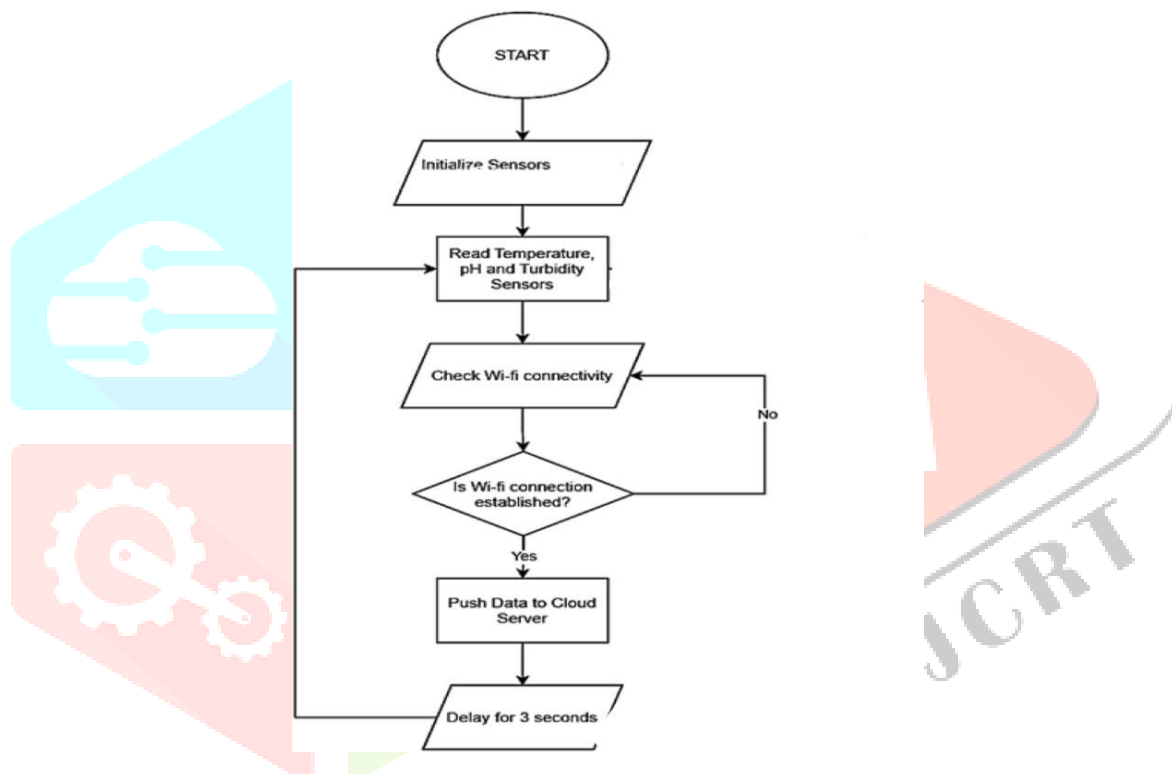 START
Initialize Sensors
Read Temperature,
pH and Turbidity
Sensors
Check Wi-fi connectivity
No
Is Wi-fi connection
established?
Yes
Push Data to Cloud
Server
Delay for 3 seconds
JCRT